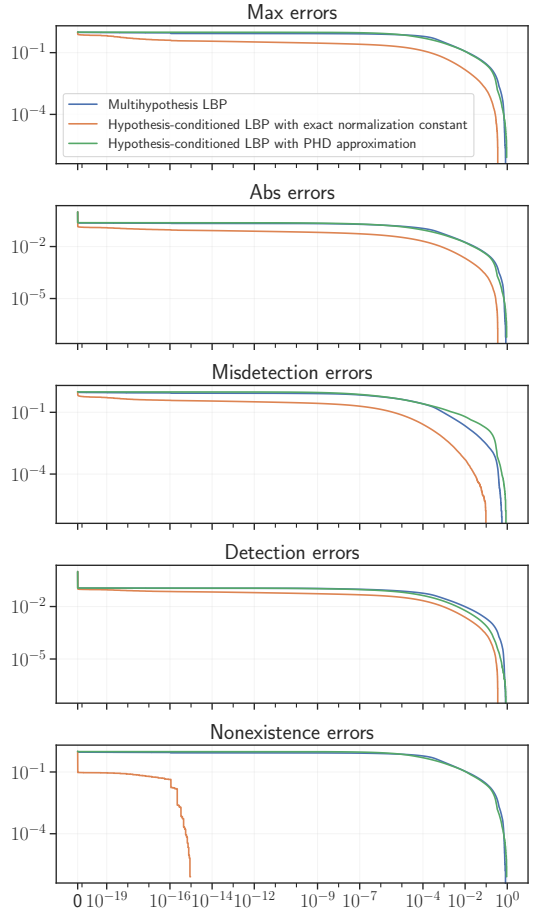 Max errors
10⁻¹
10⁻⁴
Multihypothesis LBP
Hypothesis-conditioned LBP with exact normalization constant
Hypothesis-conditioned LBP with PHD approximation
Abs errors
10⁻²
10⁻⁵
Misdetection errors
10⁻¹
10⁻⁴
Detection errors
10⁻²
10⁻⁵
Nonexistence errors
10⁻¹
10⁻⁴
0 10⁻¹⁹ 10⁻¹⁶ 10⁻¹⁴ 10⁻¹² 10⁻⁹ 10⁻⁷ 10⁻⁴ 10⁻² 10⁰